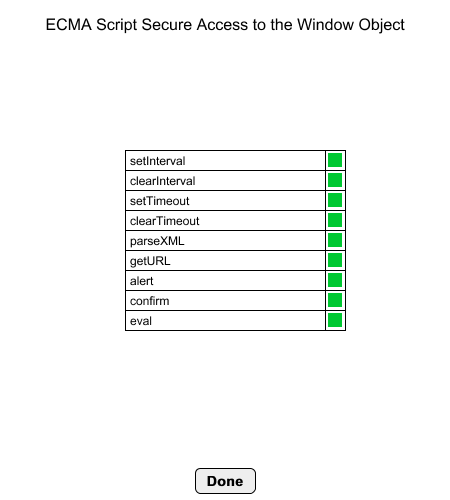 ECMA Script Secure Access to the Window Object
setInterval
clearInterval
setTimeout
clearTimeout
parseXML
getURL
alert
confirm
eval
Done